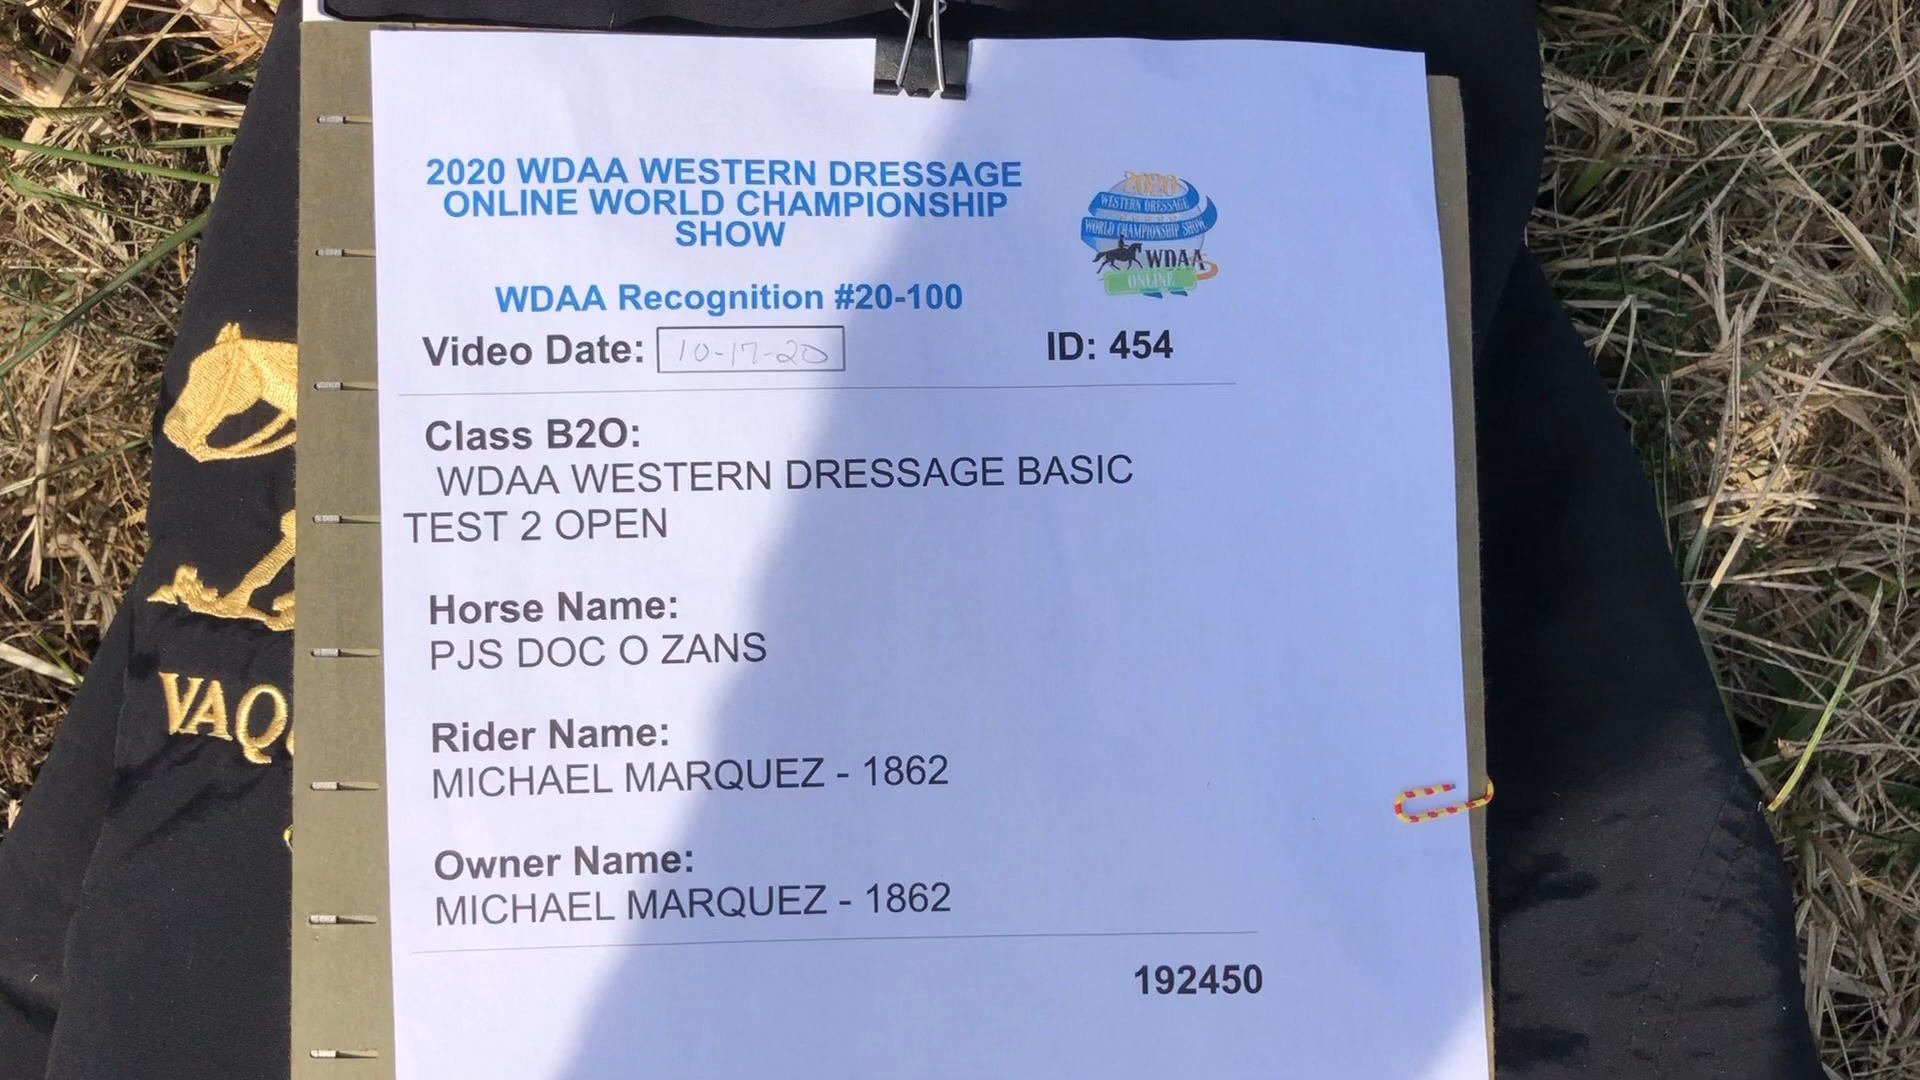 2020 WDAA WESTERN DRESSAGE
ONLINE WORLD CHAMPIONSHIP
SHOW
2020
WESTERN DRESSAGE
WORLD CHAMPIONSHIP SHOW
WDAA
ONLINE
WDAA Recognition #20-100
Video Date: 10-17-20
ID: 454
Class B2O:
WDAA WESTERN DRESSAGE BASIC
TEST 2 OPEN
Horse Name:
PJS DOC O ZANS
VAQ
Rider Name:
MICHAEL MARQUEZ - 1862
Owner Name:
MICHAEL MARQUEZ - 1862
192450